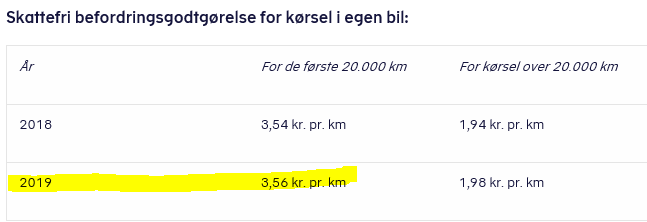 Skattefri befordringsgodtgørelse for kørsel i egen bil:
År For de første 20.000 km For kørsel over 20.000 km
2018 3,54 kr. pr. km 1,94 kr. pr. km
2019 3,56 kr. pr. km 1,98 kr. pr. km